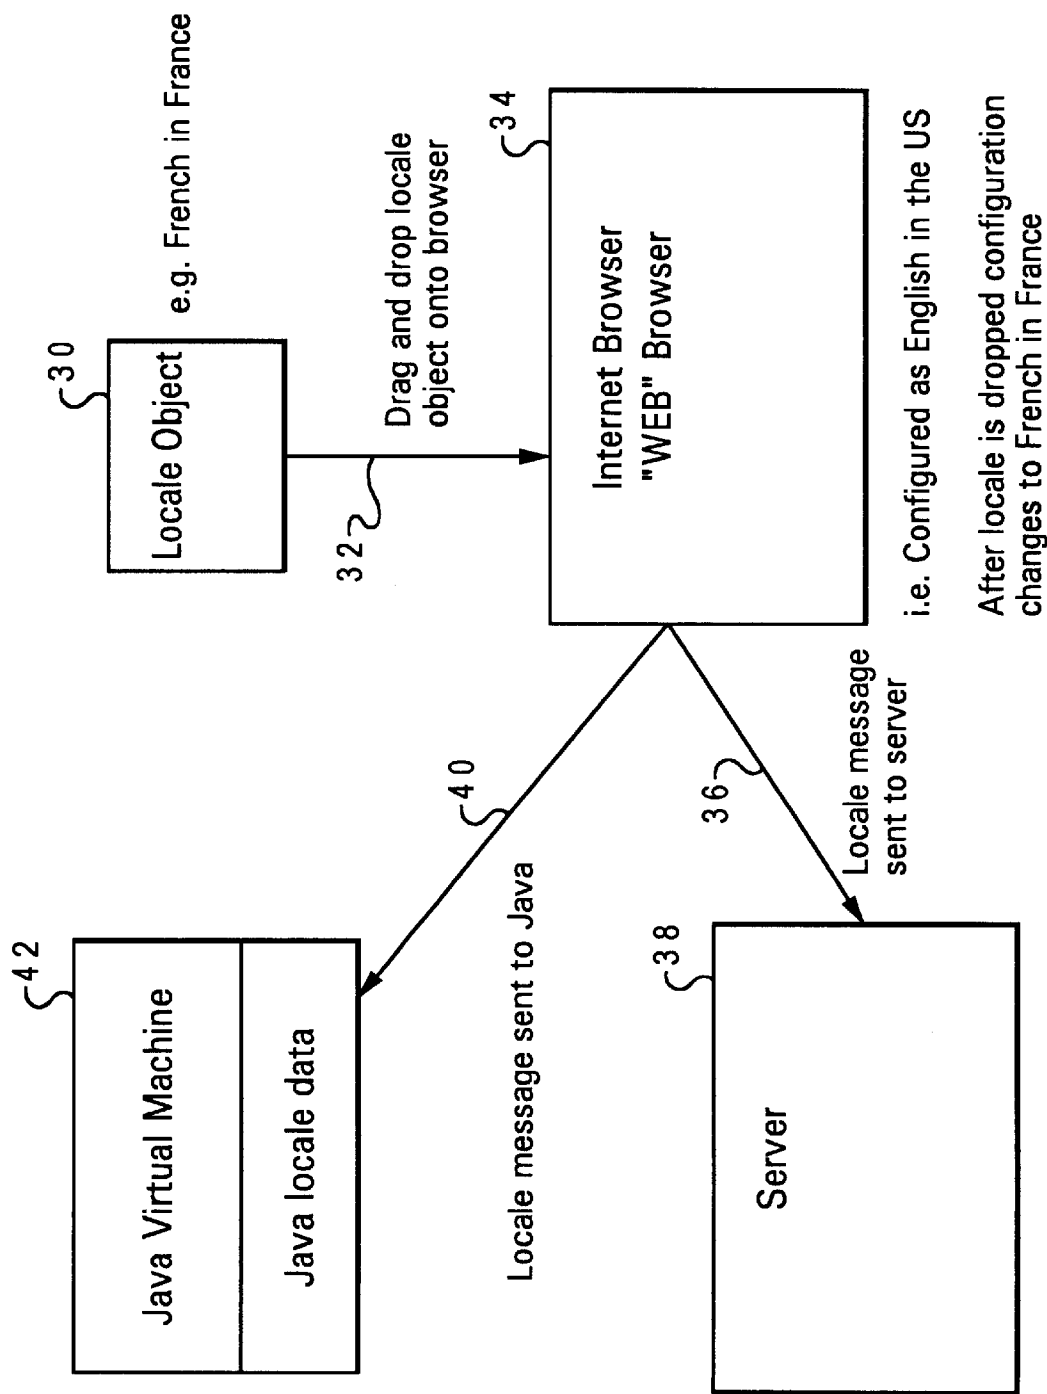 30
Locale Object
e.g. French in France
32
Drag and drop locale
object onto browser
34
Internet Browser
"WEB" Browser
i.e. Configured as English in the US
After locale is dropped configuration
changes to French in France
42
Java Virtual Machine
Java locale data
40
Locale message sent to Java
36
Locale message
sent to server
38
Server